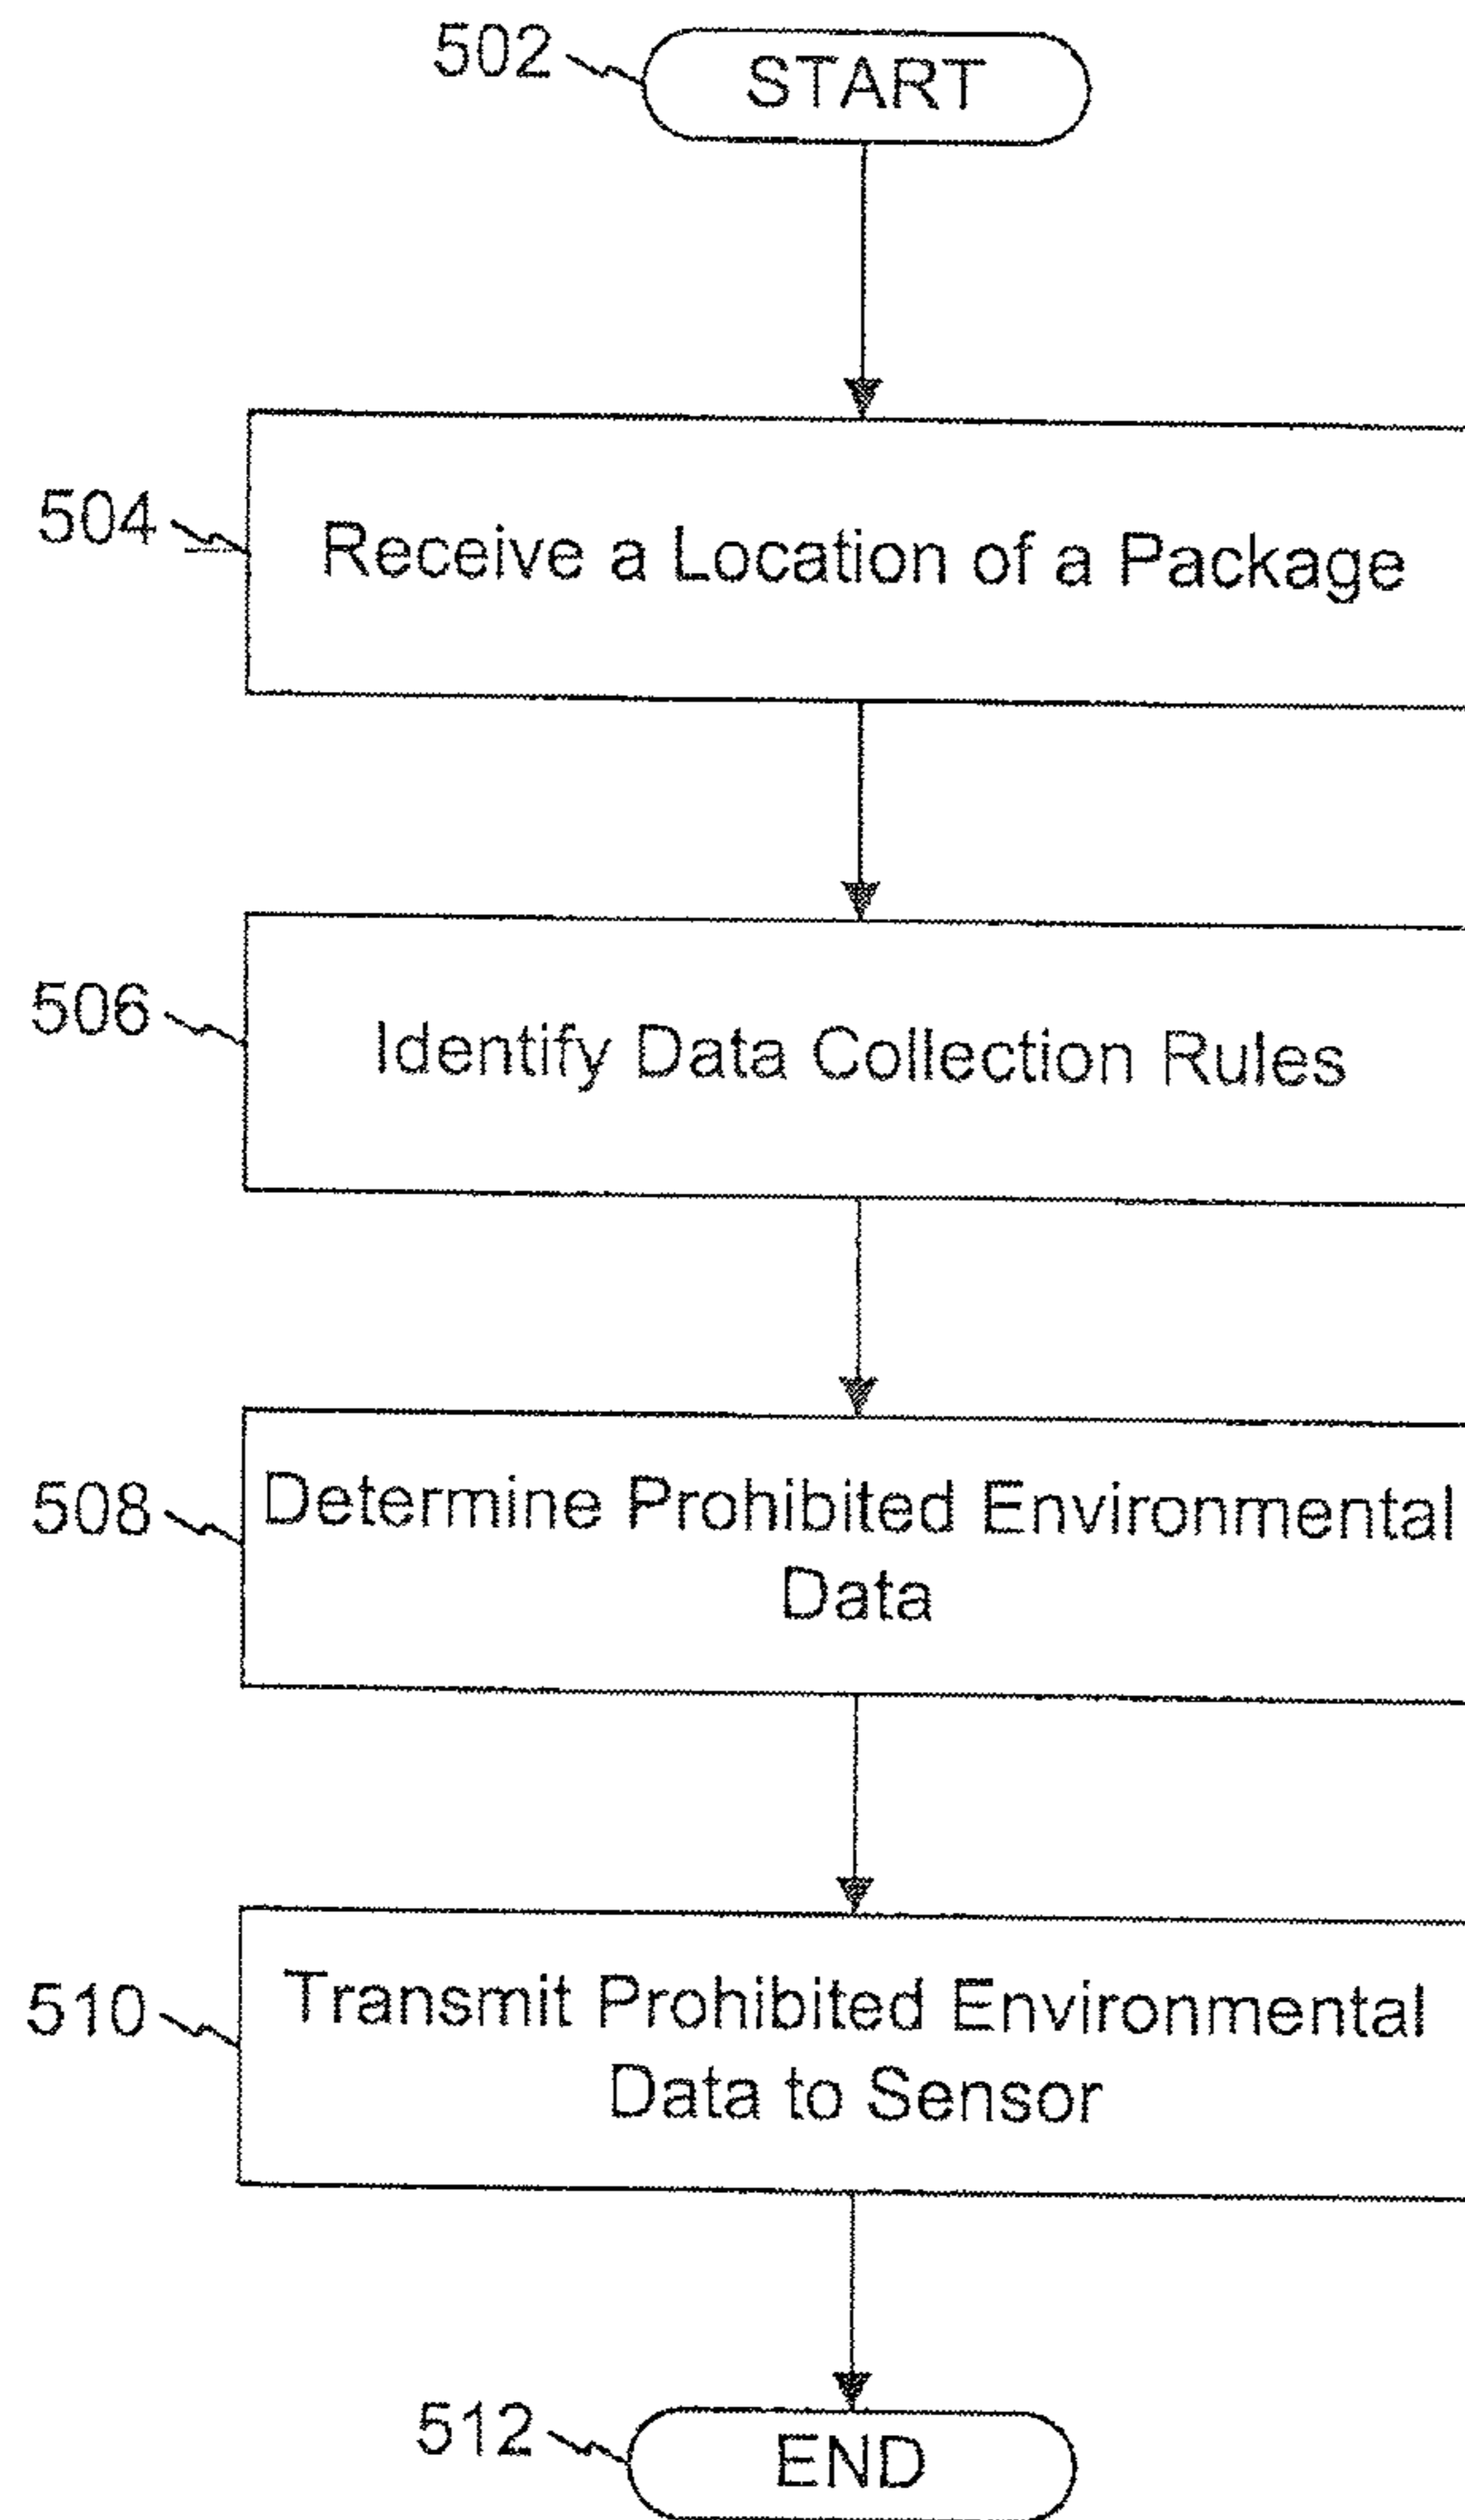 502
START
504
Receive a Location of a Package
506
Identify Data Collection Rules
508
Determine Prohibited Environmental
Data
510
Transmit Prohibited Environmental
Data to Sensor
512
END